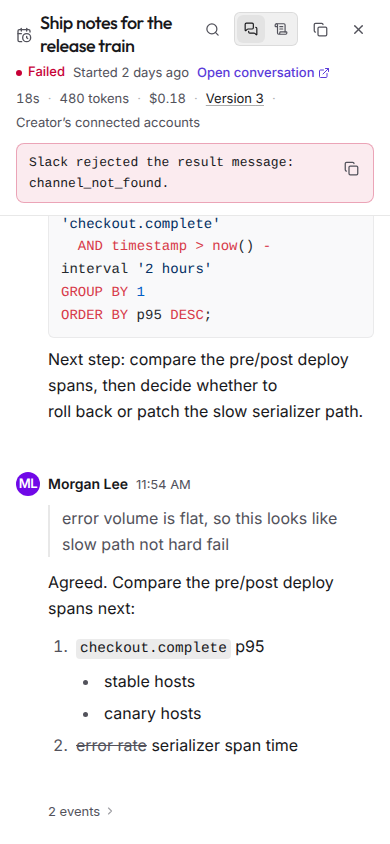 Ship notes for the
release train
Failed Started 2 days ago Open conversation
18s · 480 tokens · $0.18 · Version 3 ·
Creator's connected accounts
Slack rejected the result message:
channel_not_found.
'checkout.complete'
AND timestamp > now() -
interval '2 hours'
GROUP BY 1
ORDER BY p95 DESC;
Next step: compare the pre/post deploy
spans, then decide whether to
roll back or patch the slow serializer path.
ML Morgan Lee 11:54 AM
error volume is flat, so this looks like
slow path not hard fail
Agreed. Compare the pre/post deploy
spans next:
1. checkout.complete p95
• stable hosts
• canary hosts
2. error rate serializer span time
2 events